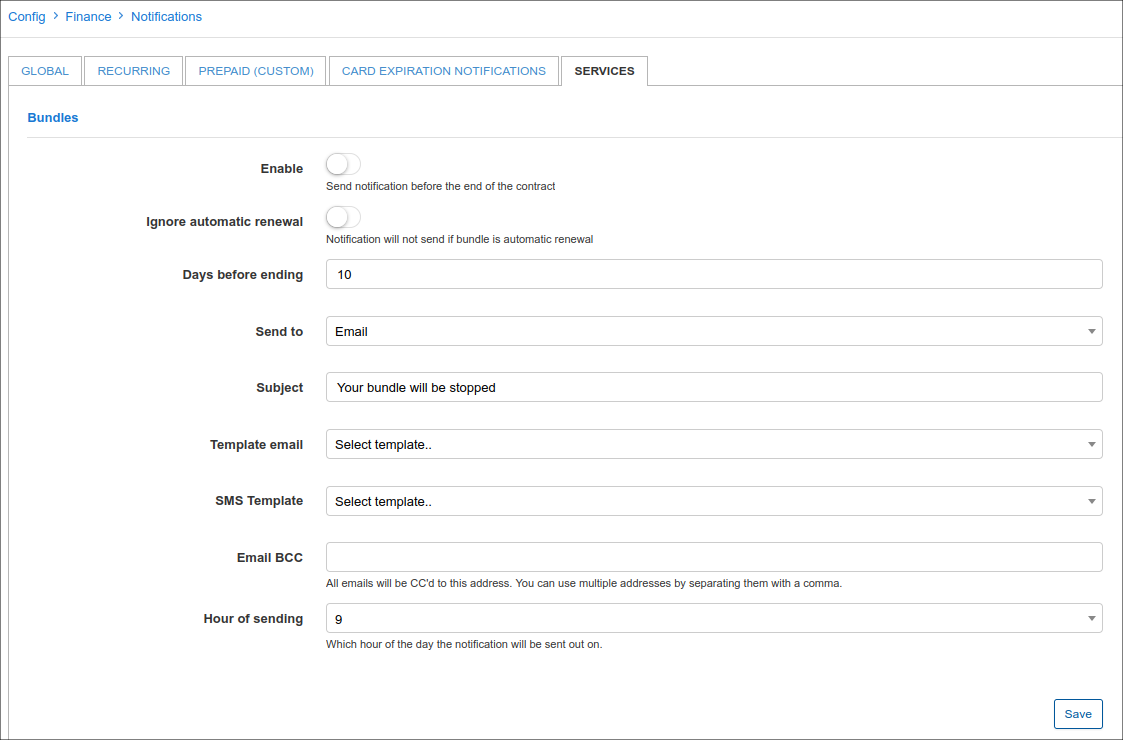 Config > Finance > Notifications
GLOBAL RECURRING PREPAID (CUSTOM) CARD EXPIRATION NOTIFICATIONS SERVICES
Bundles
Enable
Send notification before the end of the contract
Ignore automatic renewal
Notification will not send if bundle is automatic renewal
Days before ending 10
Send to Email
Subject Your bundle will be stopped
Template email Select template..
SMS Template Select template..
Email BCC
All emails will be CC'd to this address. You can use multiple addresses by separating them with a comma.
Hour of sending 9
Which hour of the day the notification will be sent out on.
Save